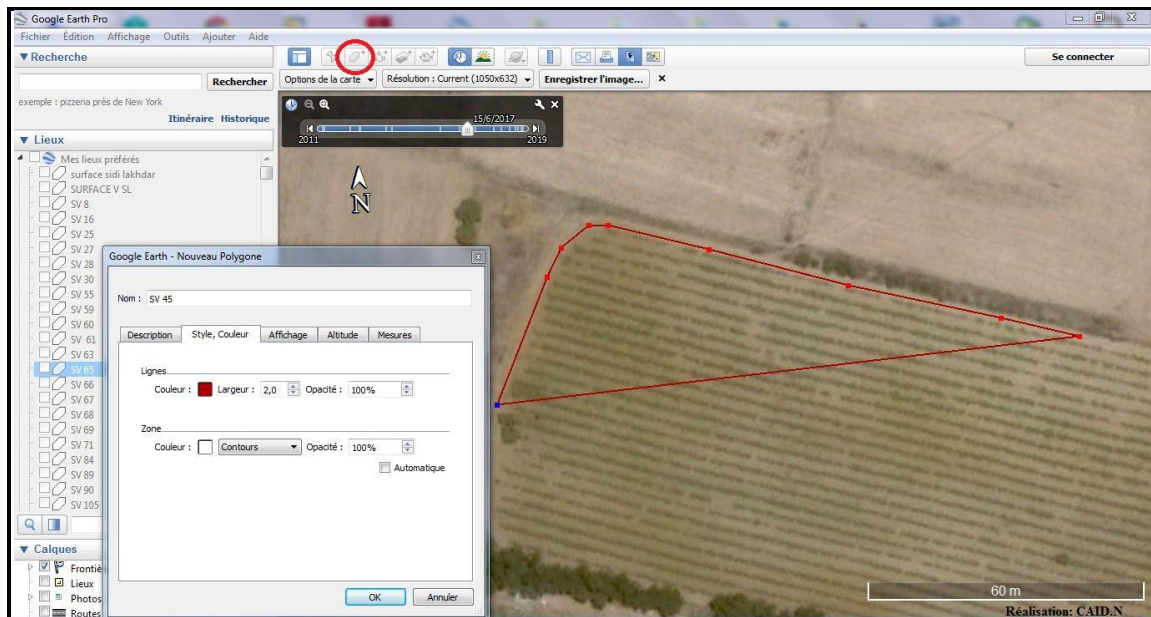 Google Earth Pro
Fichier Édition Affichage Outils Ajouter Aide
▼ Recherche
Se connecter
Rechercher
Options de la carte
Résolution : Current (1050x632)
Enregistrer l'image...
exemple : pizzeria près de New York
Itinéraire Historique
15/6/2017
2011
2019
▼ Lieux
Mes lieux préférés
surface sidi lakhdar
SURFACE V SL
SV 8
SV 16
SV 25
SV 27
SV 28
SV 30
SV 55
SV 59
SV 60
SV 61
SV 63
SV 65
SV 66
SV 67
SV 68
SV 69
SV 71
SV 84
SV 89
SV 90
SV 105
N
Google Earth - Nouveau Polygone
Nom : SV 45
Description Style, Couleur Affichage Altitude Mesures
Lignes
Couleur : Largeur : 2,0 Opacité : 100%
Zone
Couleur : Contours Opacité : 100%
Automatique
OK Annuler
▼ Calques
Frontiè
Lieux
Photos
Routes
60 m
Réalisation: CAID.N